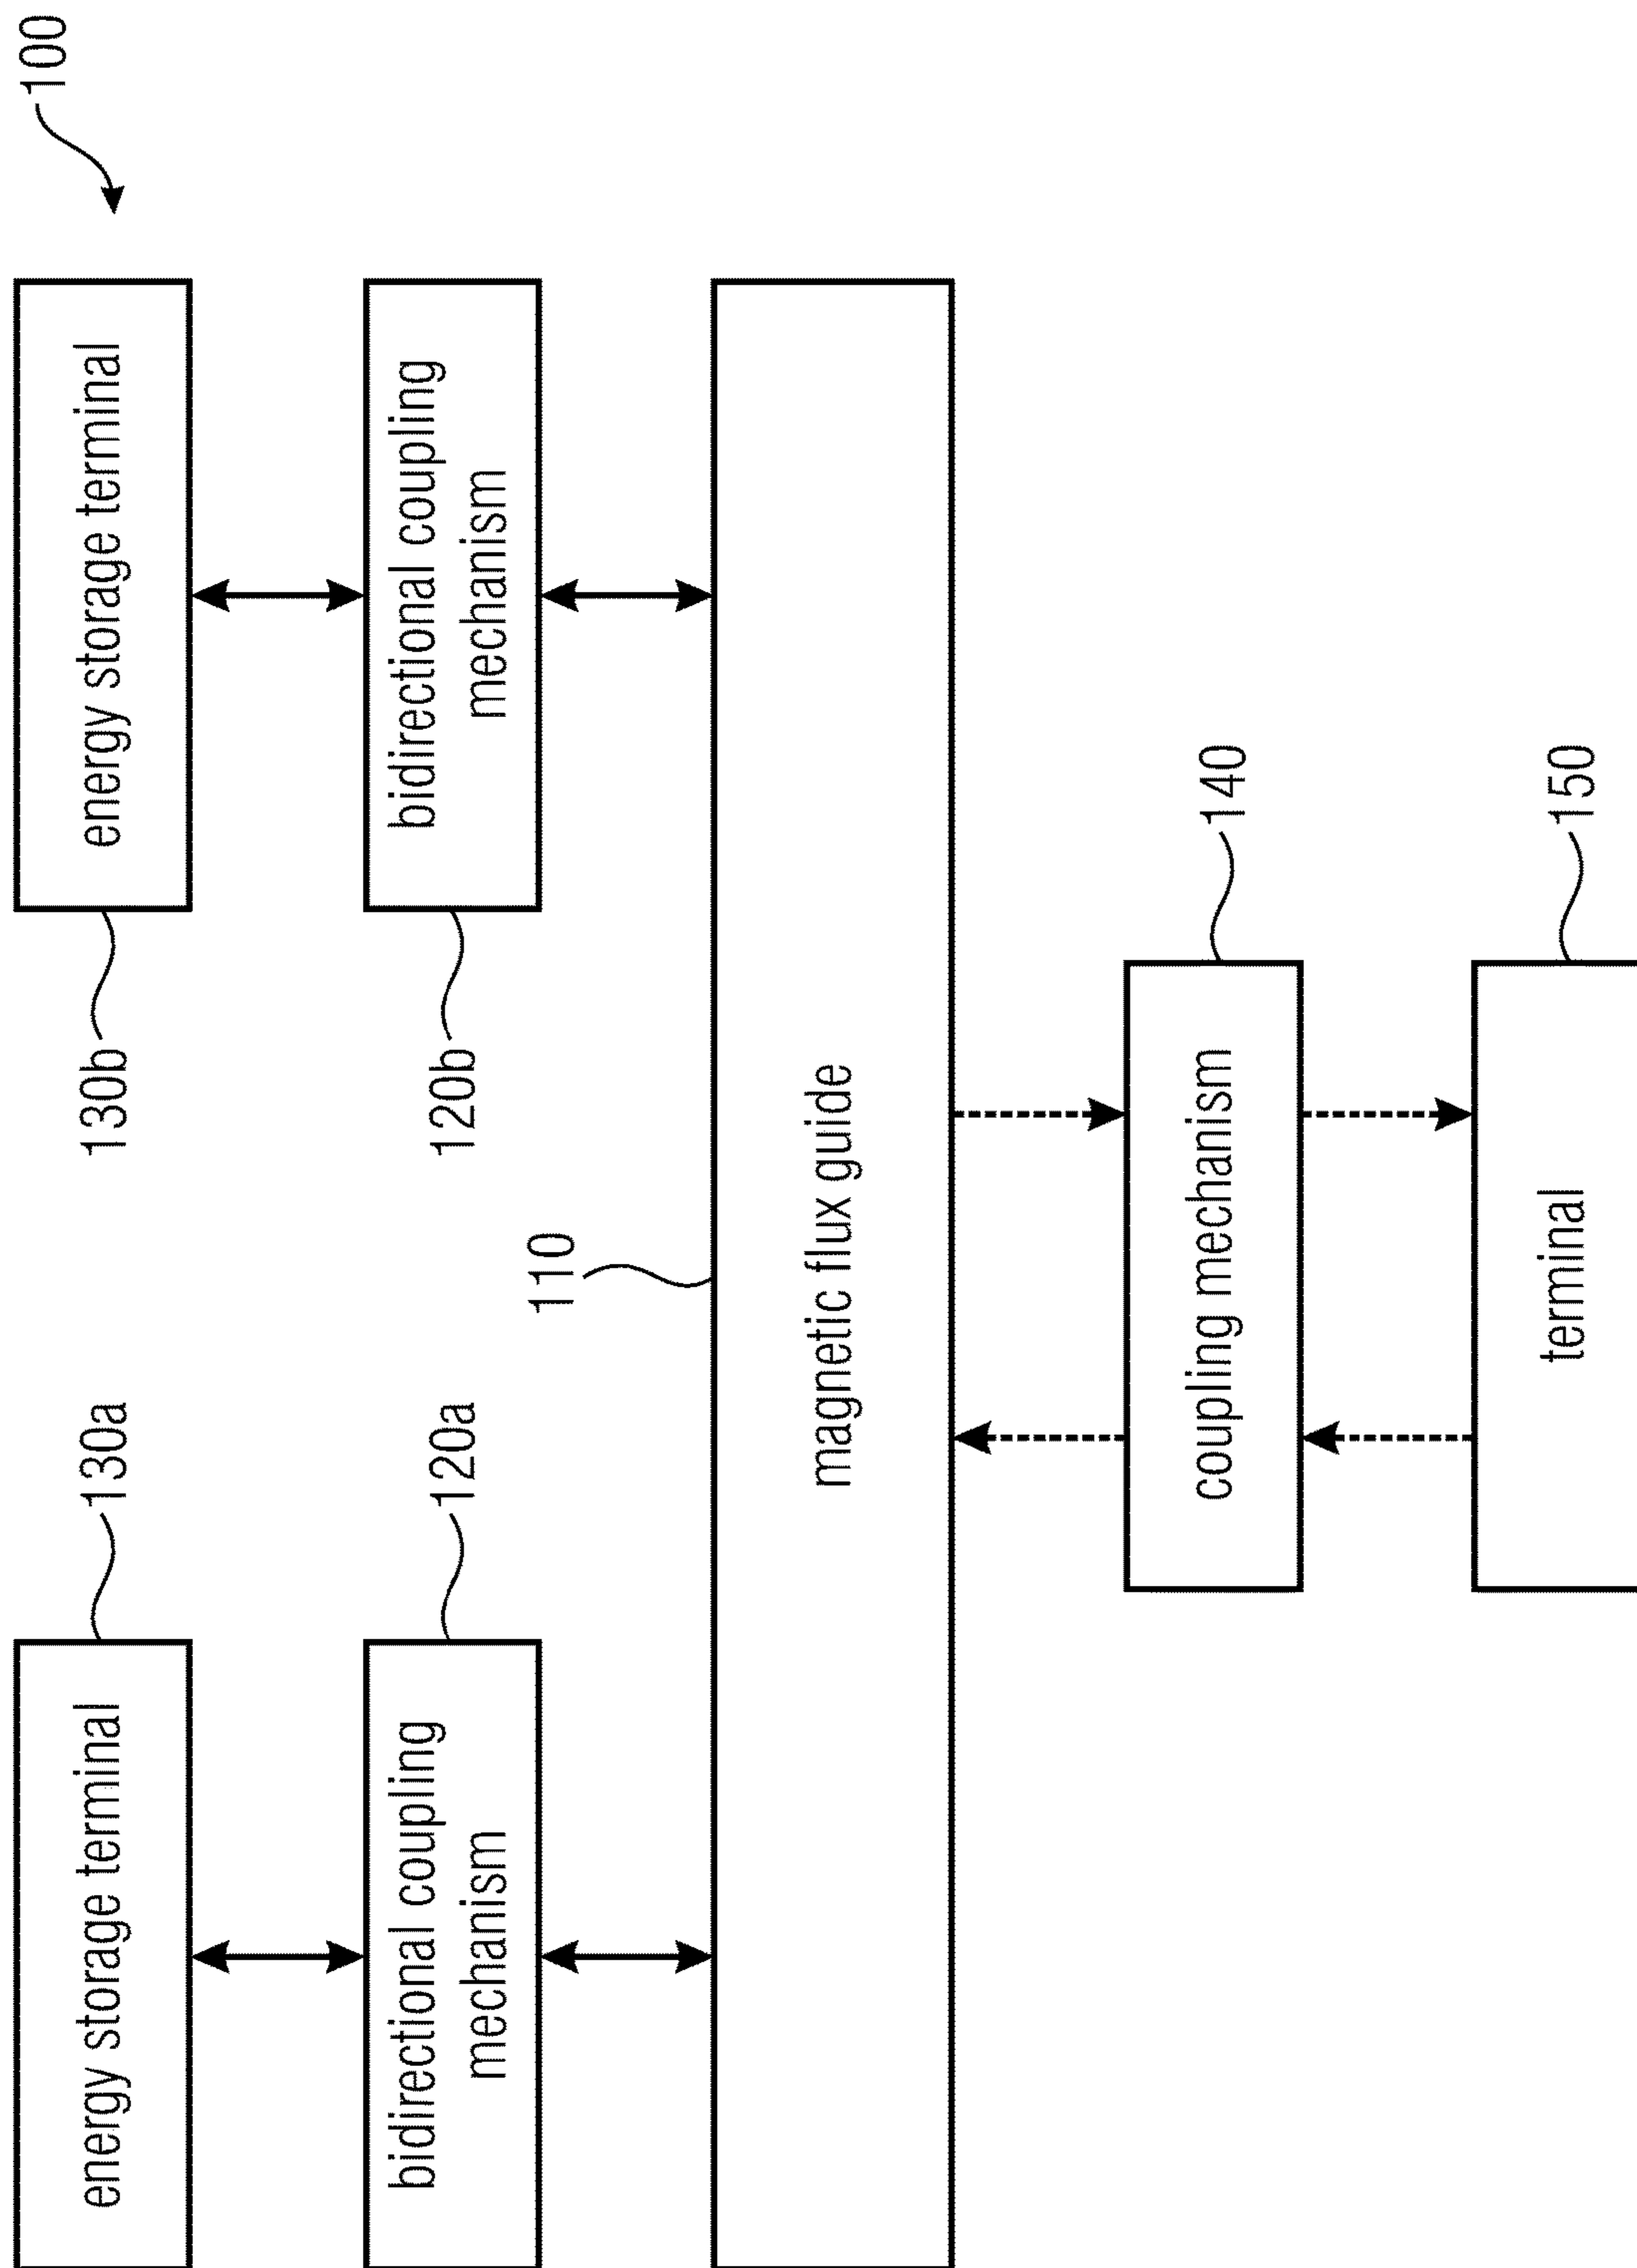 100
energy storage terminal
130a
130b
energy storage terminal
bidirectional coupling
mechanism
120a
120b
bidirectional coupling
mechanism
110
magnetic flux guide
coupling mechanism
140
terminal
150